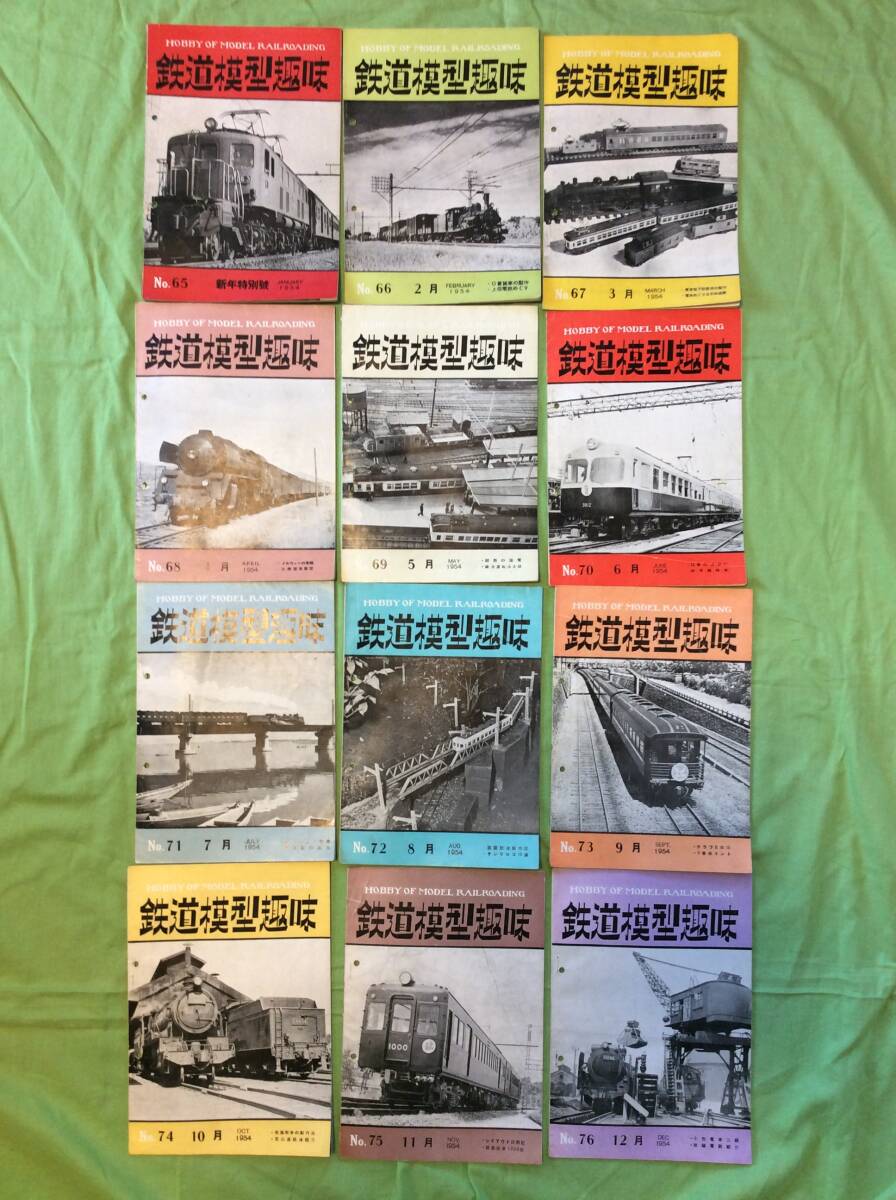 HOBBY OF MODEL RAILROADING
鉄道模型趣味
No.65 新年特別號 JANUARY 1954
HOBBY OF MODEL RAILROADING
鉄道模型趣味
No.66 2月 FEBRUARY 1954
HOBBY OF MODEL RAILROADING
鉄道模型趣味
No.67 3月 MARCH 1954
HOBBY OF MODEL RAILROADING
鉄道模型趣味
No.68 月 APRIL 1954
HOBBY OF MODEL RAILROADING
鉄道模型趣味
69 5月 MAY 1954
HOBBY OF MODEL RAILROADING
鉄道模型趣味
No.70 6月 JUNE 1954
HOBBY OF MODEL RAILROADING
鉄道模型趣味
No.71 7月 JULY 1954
HOBBY OF MODEL RAILROADING
鉄道模型趣味
No.72 8月 AUG. 1954
HOBBY OF MODEL RAILROADING
鉄道模型趣味
No.73 9月 SEPT. 1954
HOBBY OF MODEL RAILROADING
鉄道模型趣味
No.74 10月 OCT. 1954
HOBBY OF MODEL RAILROADING
鉄道模型趣味
1000
No.75 11月 NOV. 1954
HOBBY OF MODEL RAILROADING
鉄道模型趣味
No.76 12月 DEC. 1954